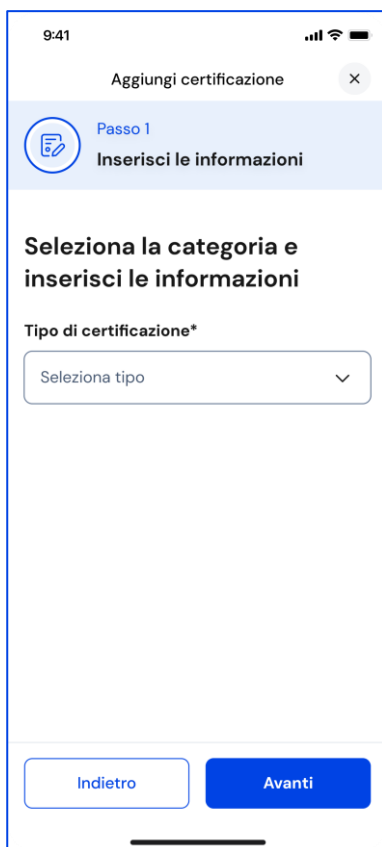 9:41
Aggiungi certificazione
Passo 1
Inserisci le informazioni
Seleziona la categoria e
inserisci le informazioni
Tipo di certificazione*
Seleziona tipo
Indietro
Avanti